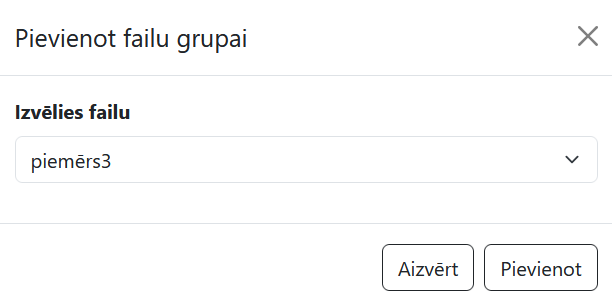 Pievienot failu grupai
Izvēlies failu
piemērs3
Aizvērt Pievienot